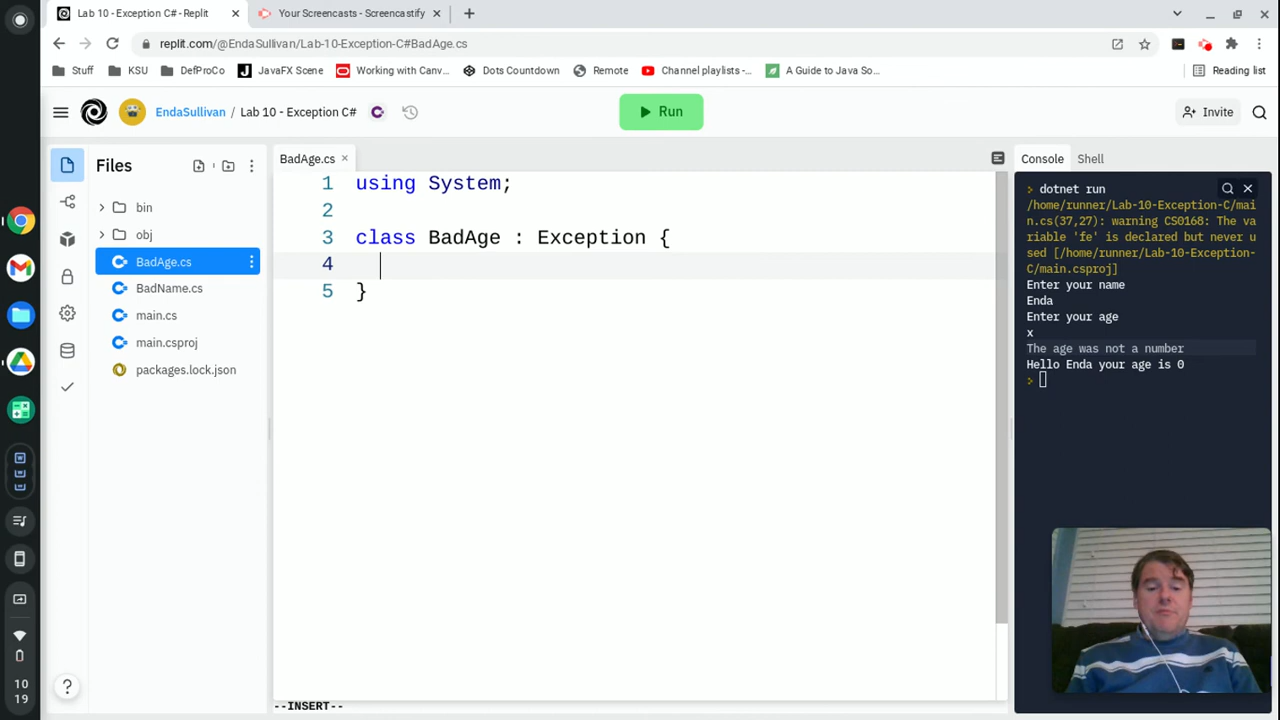 Lab 10 - Exception C# - Replit
Your Screencasts - Screencastify
replit.com/@EndaSullivan/Lab-10-Exception-C#BadAge.cs
Stuff
KSU
DefProCo
JavaFX Scene
Working with Canv...
Dots Countdown
Remote
Channel playlists -...
A Guide to Java So...
Reading list
EndaSullivan / Lab 10 - Exception C#
Run
Invite
Files
bin
obj
BadAge.cs
BadName.cs
main.cs
main.csproj
packages.lock.json
BadAge.cs
1 using System;
2
3 class BadAge : Exception {
4
5 }
--INSERT--
Console
Shell
> dotnet run
/home/runner/Lab-10-Exception-C/mai
n.cs(37,27): warning CS0168: The va
riable 'fe' is declared but never u
sed [/home/runner/Lab-10-Exception-
C/main.csproj]
Enter your name
Enda
Enter your age
x
The age was not a number
Hello Enda your age is 0
>
10
19